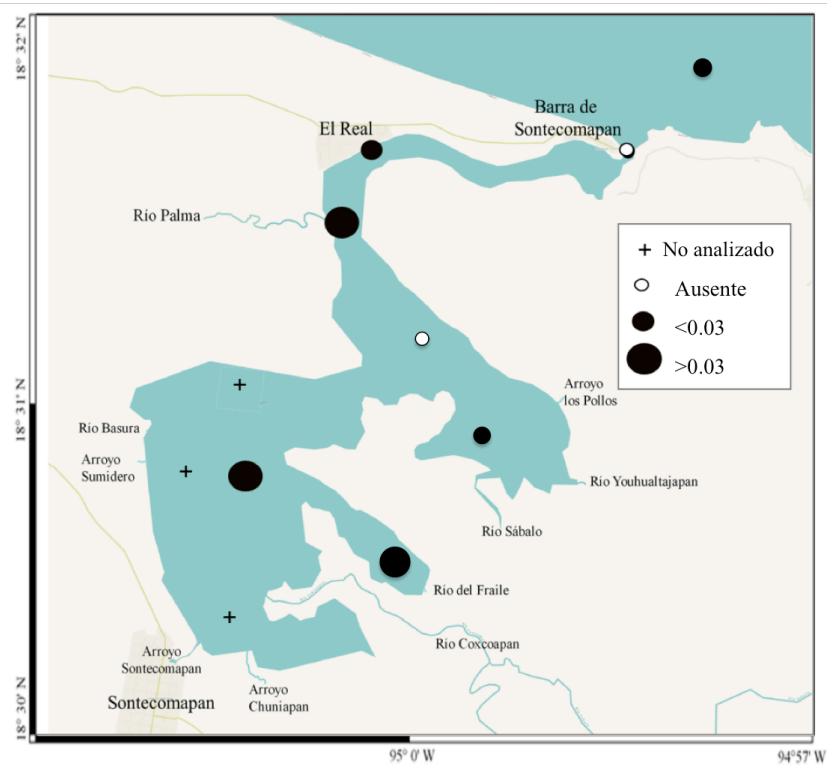 18° 32' N
Barra de
Sontecomapan
El Real
Río Palma
No analizado
Ausente
<0.03
>0.03
18° 31' N
Arroyo
los Pollos
Río Basura
Arroyo
Sumidero
Río Youhualtajapan
Río Sábalo
Río del Fraile
Río Coxcoapan
Arroyo
Sontecomapan
Arroyo
Chuniapan
Sontecomapan
18° 30' N
95° 0' W
94°57' W